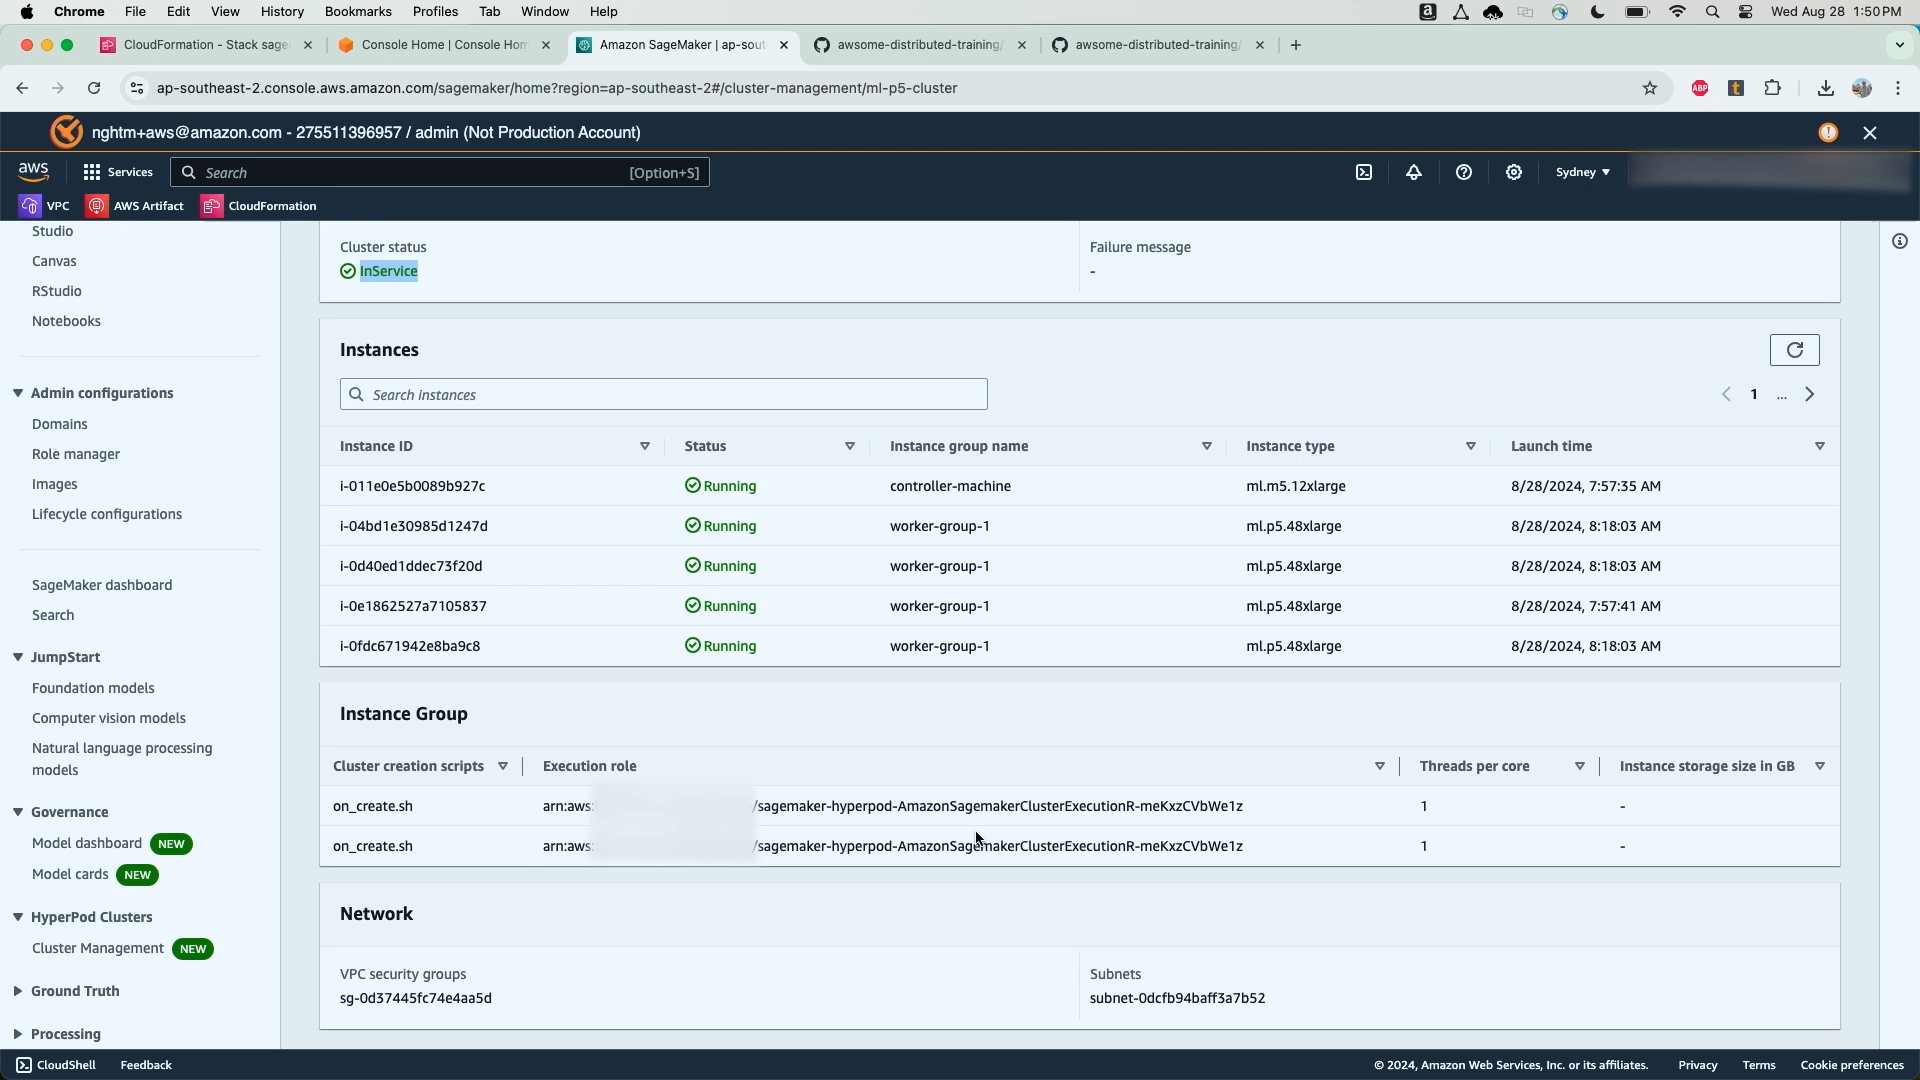 Chrome File Edit View History Bookmarks Profiles Tab Window Help Wed Aug 28 1:50 PM
CloudFormation - Stack sage Console Home | Console Hom Amazon SageMaker | ap-sout awsome-distributed-training/ awsome-distributed-training/
ap-southeast-2.console.aws.amazon.com/sagemaker/home?region=ap-southeast-2#/cluster-management/ml-p5-cluster
ABP
nghtm+aws@amazon.com - 275511396957 / admin (Not Production Account)
aws Services Search [Option+S] Sydney
VPC AWS Artifact CloudFormation
Studio
Canvas
RStudio
Notebooks
Admin configurations
Domains
Role manager
Images
Lifecycle configurations
SageMaker dashboard
Search
JumpStart
Foundation models
Computer vision models
Natural language processing
models
Governance
Model dashboard NEW
Model cards NEW
HyperPod Clusters
Cluster Management NEW
Ground Truth
Processing
Cluster status Failure message
InService -
Instances
Search instances 1 ...
Instance ID Status Instance group name Instance type Launch time
i-011e0e5b0089b927c Running controller-machine ml.m5.12xlarge 8/28/2024, 7:57:35 AM
i-04bd1e30985d1247d Running worker-group-1 ml.p5.48xlarge 8/28/2024, 8:18:03 AM
i-0d40ed1ddec73f20d Running worker-group-1 ml.p5.48xlarge 8/28/2024, 8:18:03 AM
i-0e1862527a7105837 Running worker-group-1 ml.p5.48xlarge 8/28/2024, 7:57:41 AM
i-0fdc671942e8ba9c8 Running worker-group-1 ml.p5.48xlarge 8/28/2024, 8:18:03 AM
Instance Group
Cluster creation scripts Execution role Threads per core Instance storage size in GB
on_create.sh arn:aws: /sagemaker-hyperpod-AmazonSagemakerClusterExecutionR-meKxzCVbWe1z 1 -
on_create.sh arn:aws: /sagemaker-hyperpod-AmazonSagemakerClusterExecutionR-meKxzCVbWe1z 1 -
Network
VPC security groups Subnets
sg-0d37445fc74e4aa5d subnet-0dcfb94baff3a7b52
CloudShell Feedback © 2024, Amazon Web Services, Inc. or its affiliates. Privacy Terms Cookie preferences